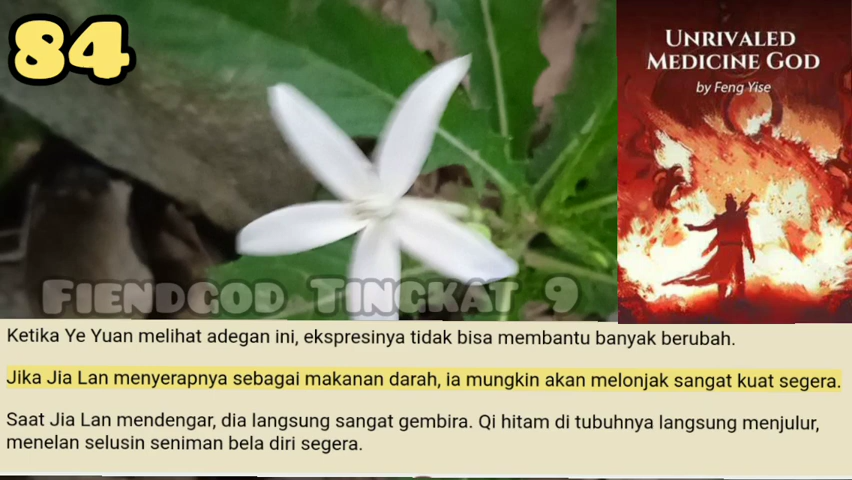 84
UNRIVALED
MEDICINE GOD
by Feng Yise
FIENDGOD TINGKAT 9
Ketika Ye Yuan melihat adegan ini, ekspresinya tidak bisa membantu banyak berubah.
Jika Jia Lan menyerapnya sebagai makanan darah, ia mungkin akan melonjak sangat kuat segera.
Saat Jia Lan mendengar, dia langsung sangat gembira. Qi hitam di tubuhnya langsung menjulur,
menelan selusin seniman bela diri segera.